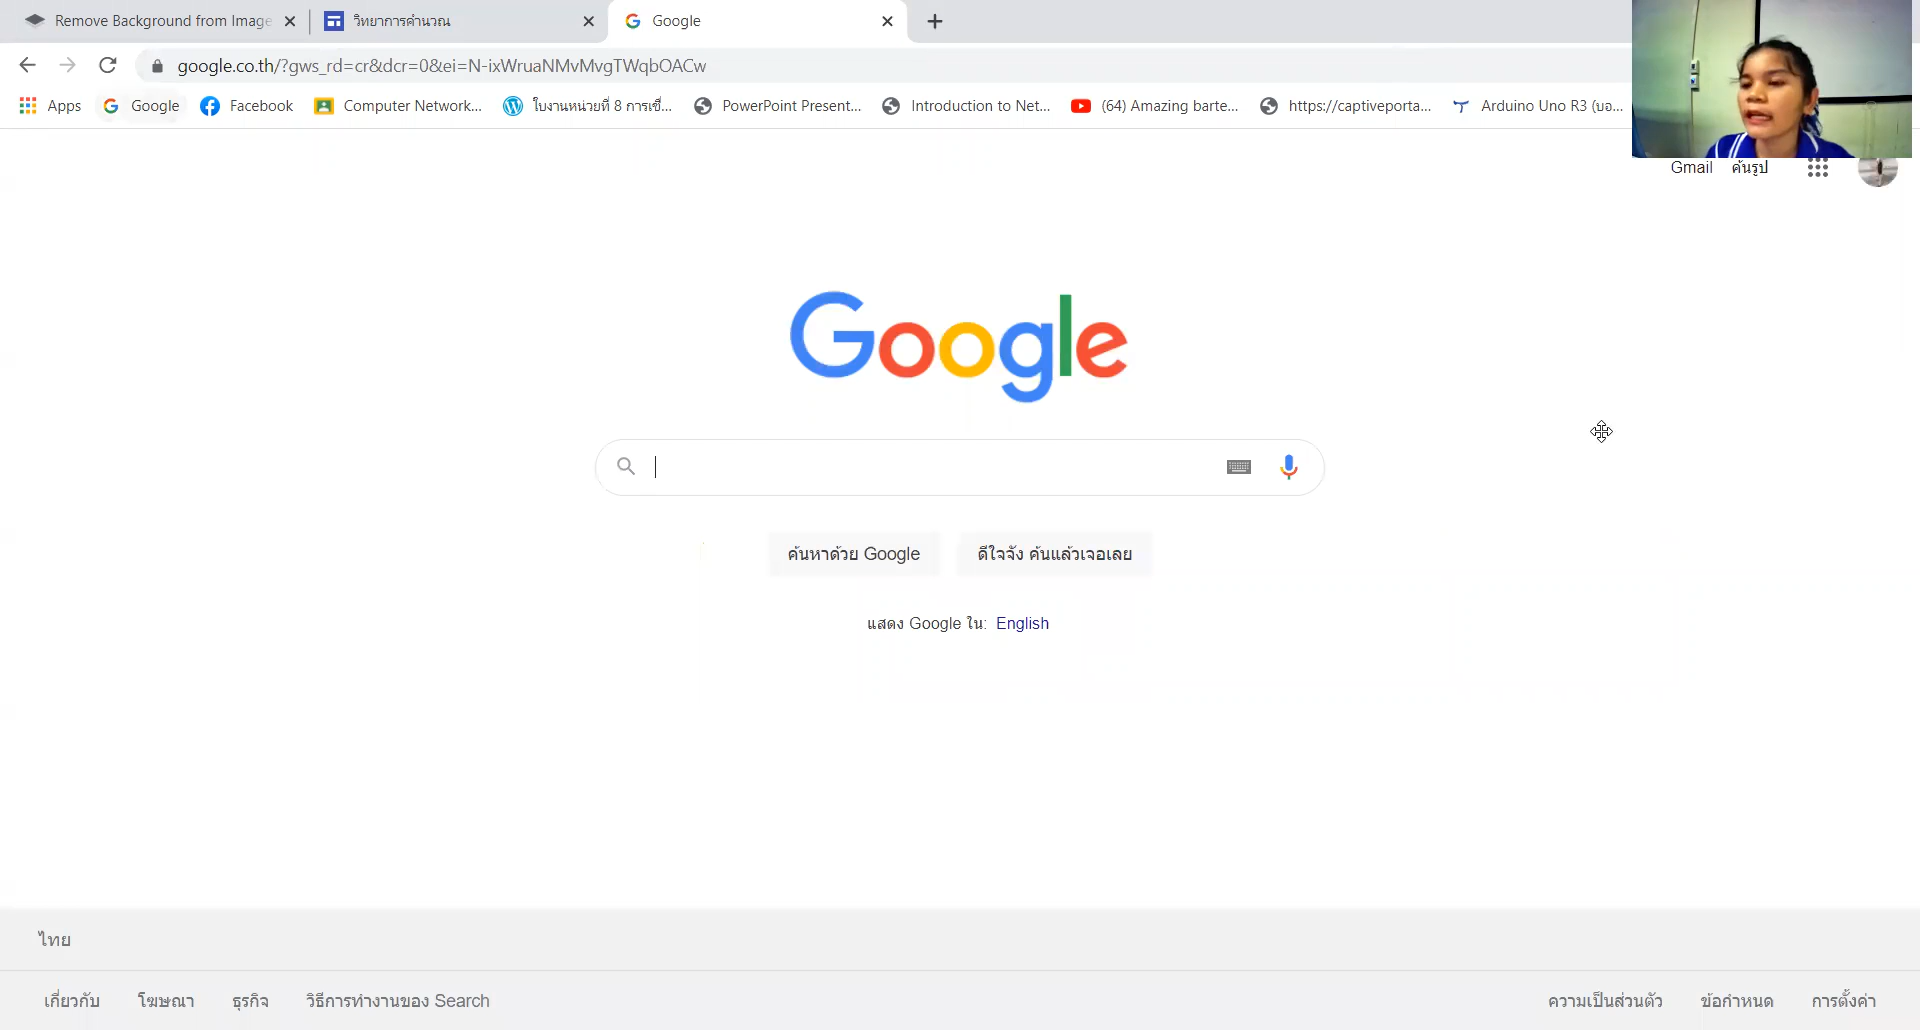 Remove Background from Image
วิทยาการคำนวณ
Google
google.co.th/?gws_rd=cr&dcr=0&ei=N-ixWruaNMvMvgTWqbOACw
Apps
Google
Facebook
Computer Network...
ใบงานหน่วยที่ 8 การเชื่...
PowerPoint Present...
Introduction to Net...
(64) Amazing barte...
https://captiveporta...
Arduino Uno R3 (บอ...
Gmail
ค้นรูป
Google
ค้นหาด้วย Google
ดีใจจัง ค้นแล้วเจอเลย
แสดง Google ใน: English
ไทย
เกี่ยวกับ
โฆษณา
ธุรกิจ
วิธีการทำงานของ Search
ความเป็นส่วนตัว
ข้อกำหนด
การตั้งค่า